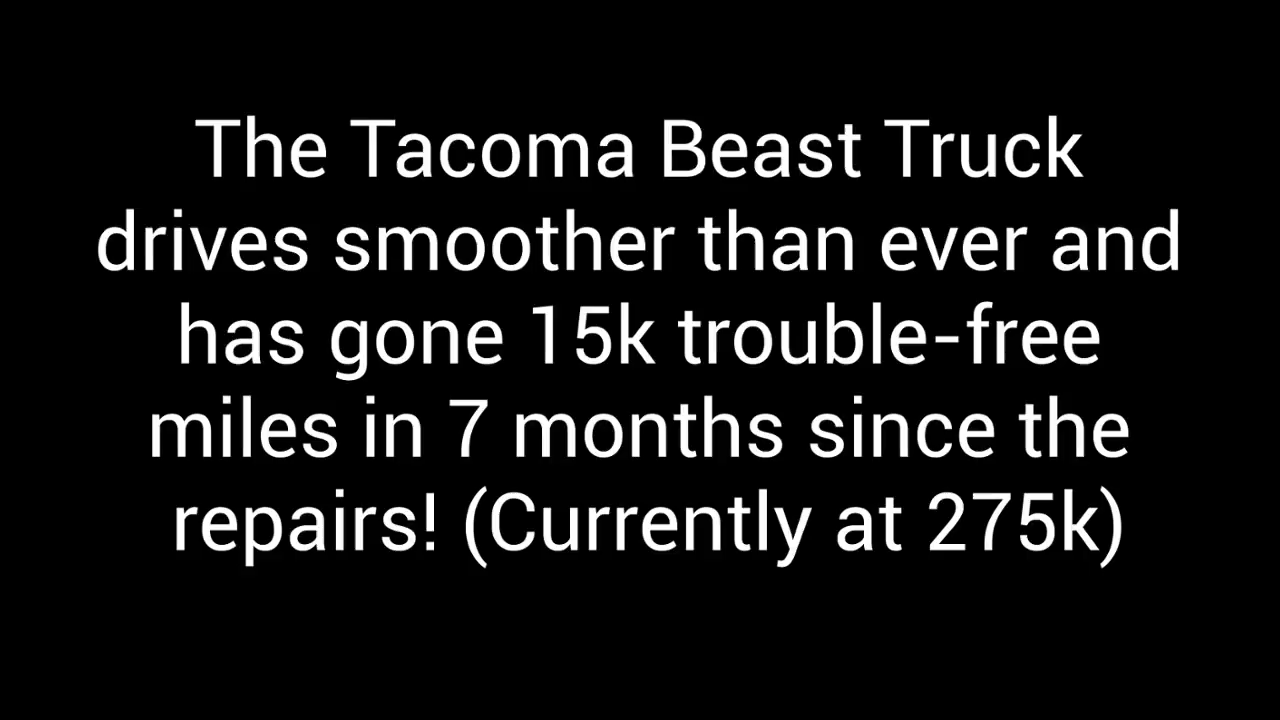 The Tacoma Beast Truck
drives smoother than ever and
has gone 15k trouble-free
miles in 7 months since the
repairs! (Currently at 275k)